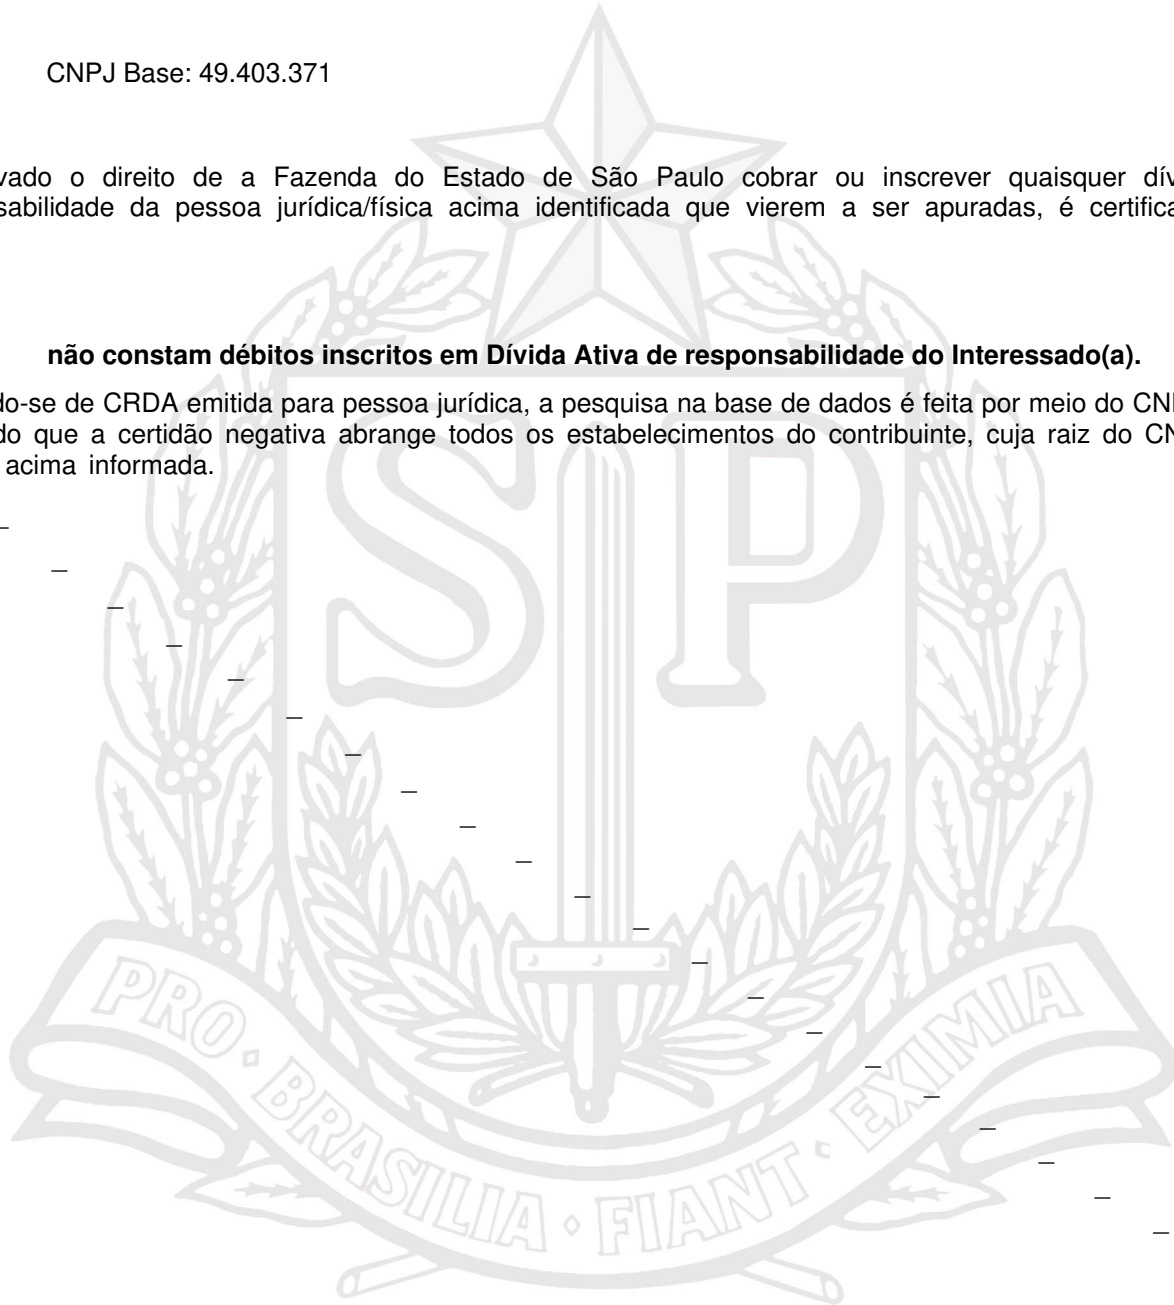 CNPJ Base: 49.403.371
vado o direito de a Fazenda do Estado de São Paulo cobrar ou inscrever quaisquer dív
sabilidade da pessoa jurídica/física acima identificada que vierem a ser apuradas, é certifica
não constam débitos inscritos em Dívida Ativa de responsabilidade do Interessado(a).
do-se de CRDA emitida para pessoa jurídica, a pesquisa na base de dados é feita por meio do CN
do que a certidão negativa abrange todos os estabelecimentos do contribuinte, cuja raiz do CN
acima informada.
SP
PRO • BRASILIA • FIANT • EXIMIA